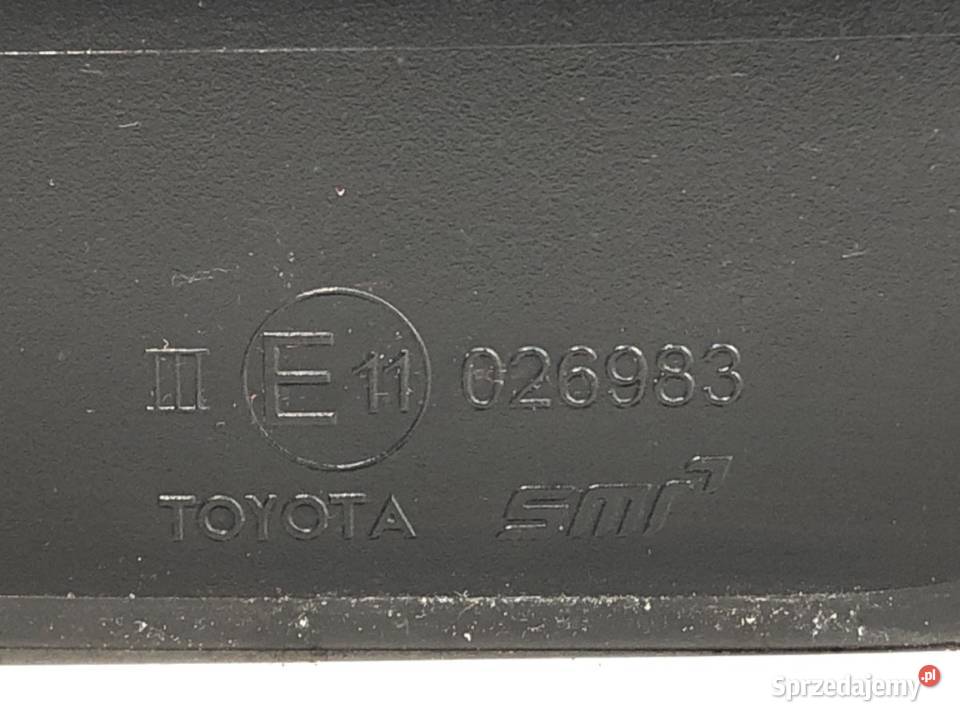 III E 11 026983
TOYOTA smr
Sprzedajemy.pl